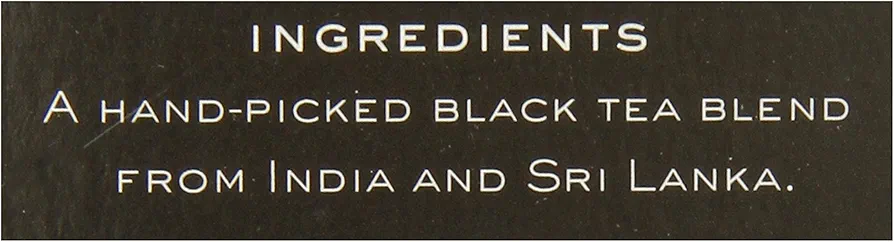 INGREDIENTS
A HAND-PICKED BLACK TEA BLEND
FROM INDIA AND SRI LANKA.